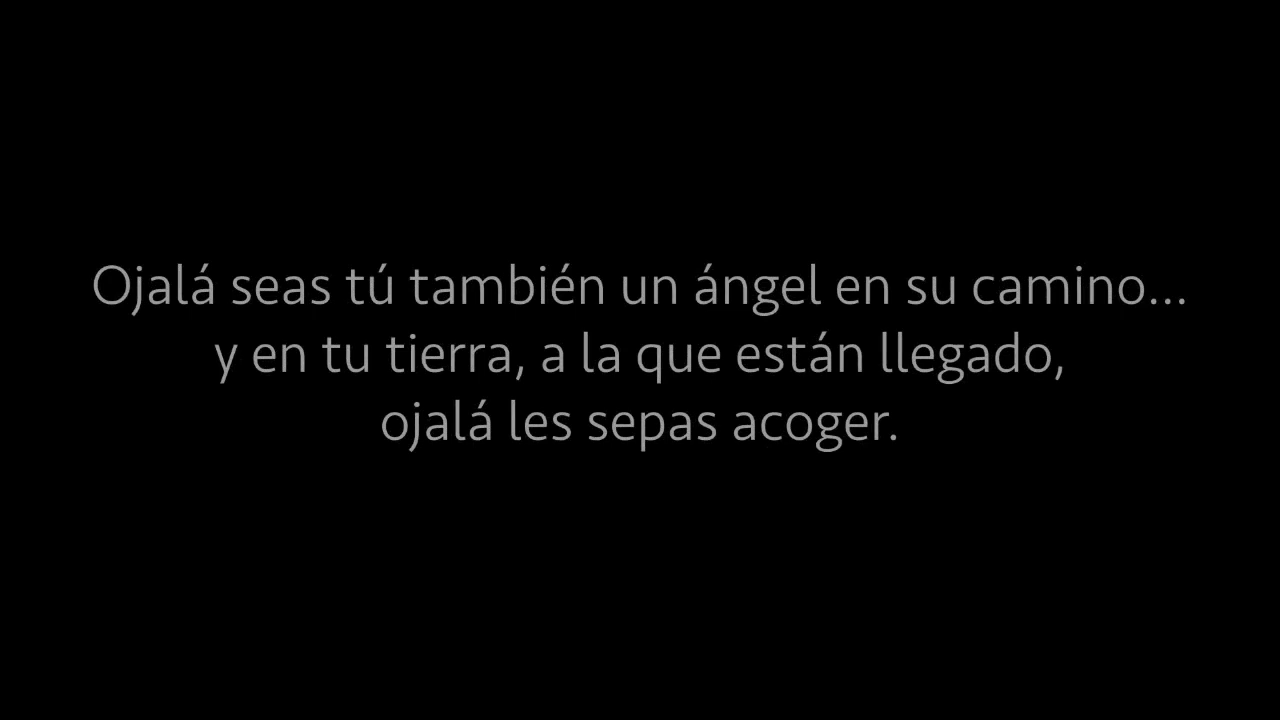 Ojalá seas tú también un ángel en su camino...
y en tu tierra, a la que están llegado,
ojalá les sepas acoger.